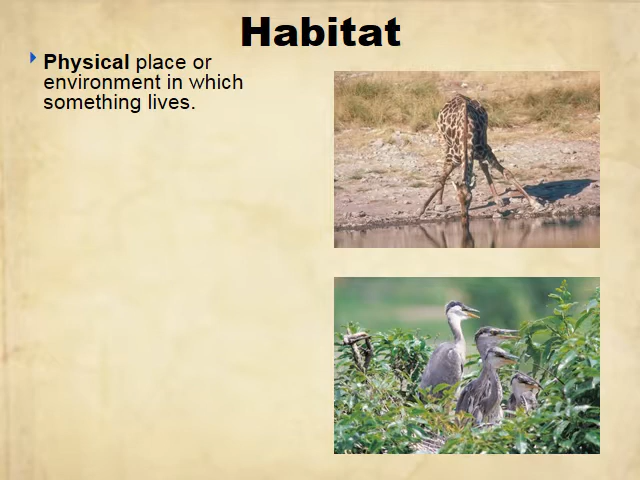 Habitat
Physical place or
environment in which
something lives.